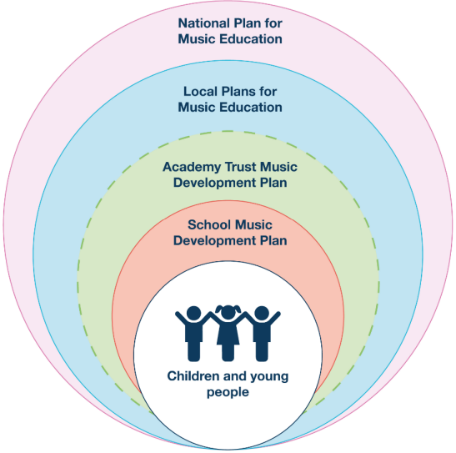 National Plan for
Music Education
Local Plans for
Music Education
Academy Trust Music
Development Plan
School Music
Development Plan
Children and young
people